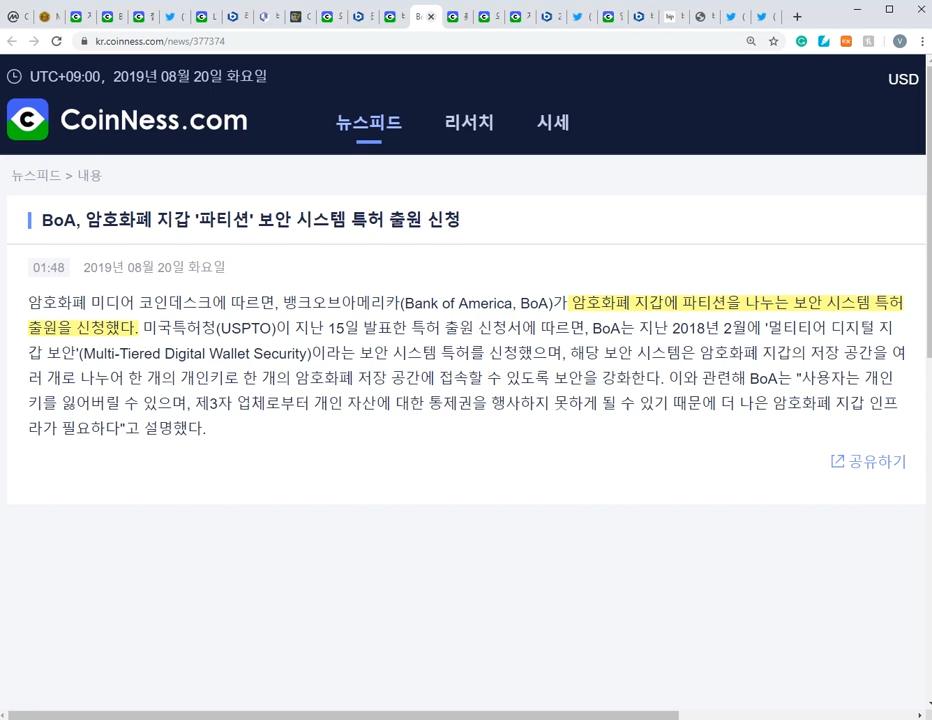 kr.coinness.com/news/377374
UTC+09:00, 2019년 08월 20일 화요일
USD
CoinNess.com
뉴스피드 리서치 시세
뉴스피드 > 내용
BoA, 암호화폐 지갑 '파티션' 보안 시스템 특허 출원 신청
01:48 2019년 08월 20일 화요일
암호화폐 미디어 코인데스크에 따르면, 뱅크오브아메리카(Bank of America, BoA)가 암호화폐 지갑에 파티션을 나누는 보안 시스템 특허
출원을 신청했다. 미국특허청(USPTO)이 지난 15일 발표한 특허 출원 신청서에 따르면, BoA는 지난 2018년 2월에 '멀티티어 디지털 지
갑 보안'(Multi-Tiered Digital Wallet Security)이라는 보안 시스템 특허를 신청했으며, 해당 보안 시스템은 암호화폐 지갑의 저장 공간을 여
러 개로 나누어 한 개의 개인키로 한 개의 암호화폐 저장 공간에 접속할 수 있도록 보안을 강화한다. 이와 관련해 BoA는 "사용자는 개인
키를 잃어버릴 수 있으며, 제3자 업체로부터 개인 자산에 대한 통제권을 행사하지 못하게 될 수 있기 때문에 더 나은 암호화폐 지갑 인프
라가 필요하다"고 설명했다.
공유하기